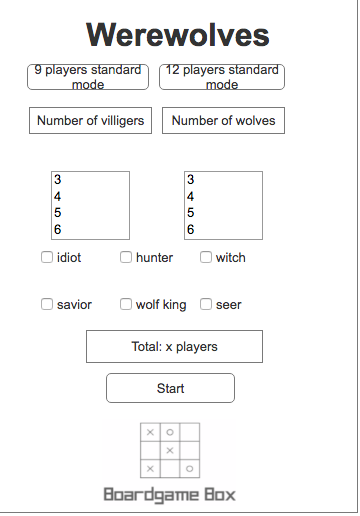 Werewolves
9 players standard
mode
12 players standard
mode
Number of villigers
Number of wolves
3
4
5
6
3
4
5
6
idiot
hunter
witch
savior
wolf king
seer
Total: x players
Start
× ○
×
× ○
Boardgame Box